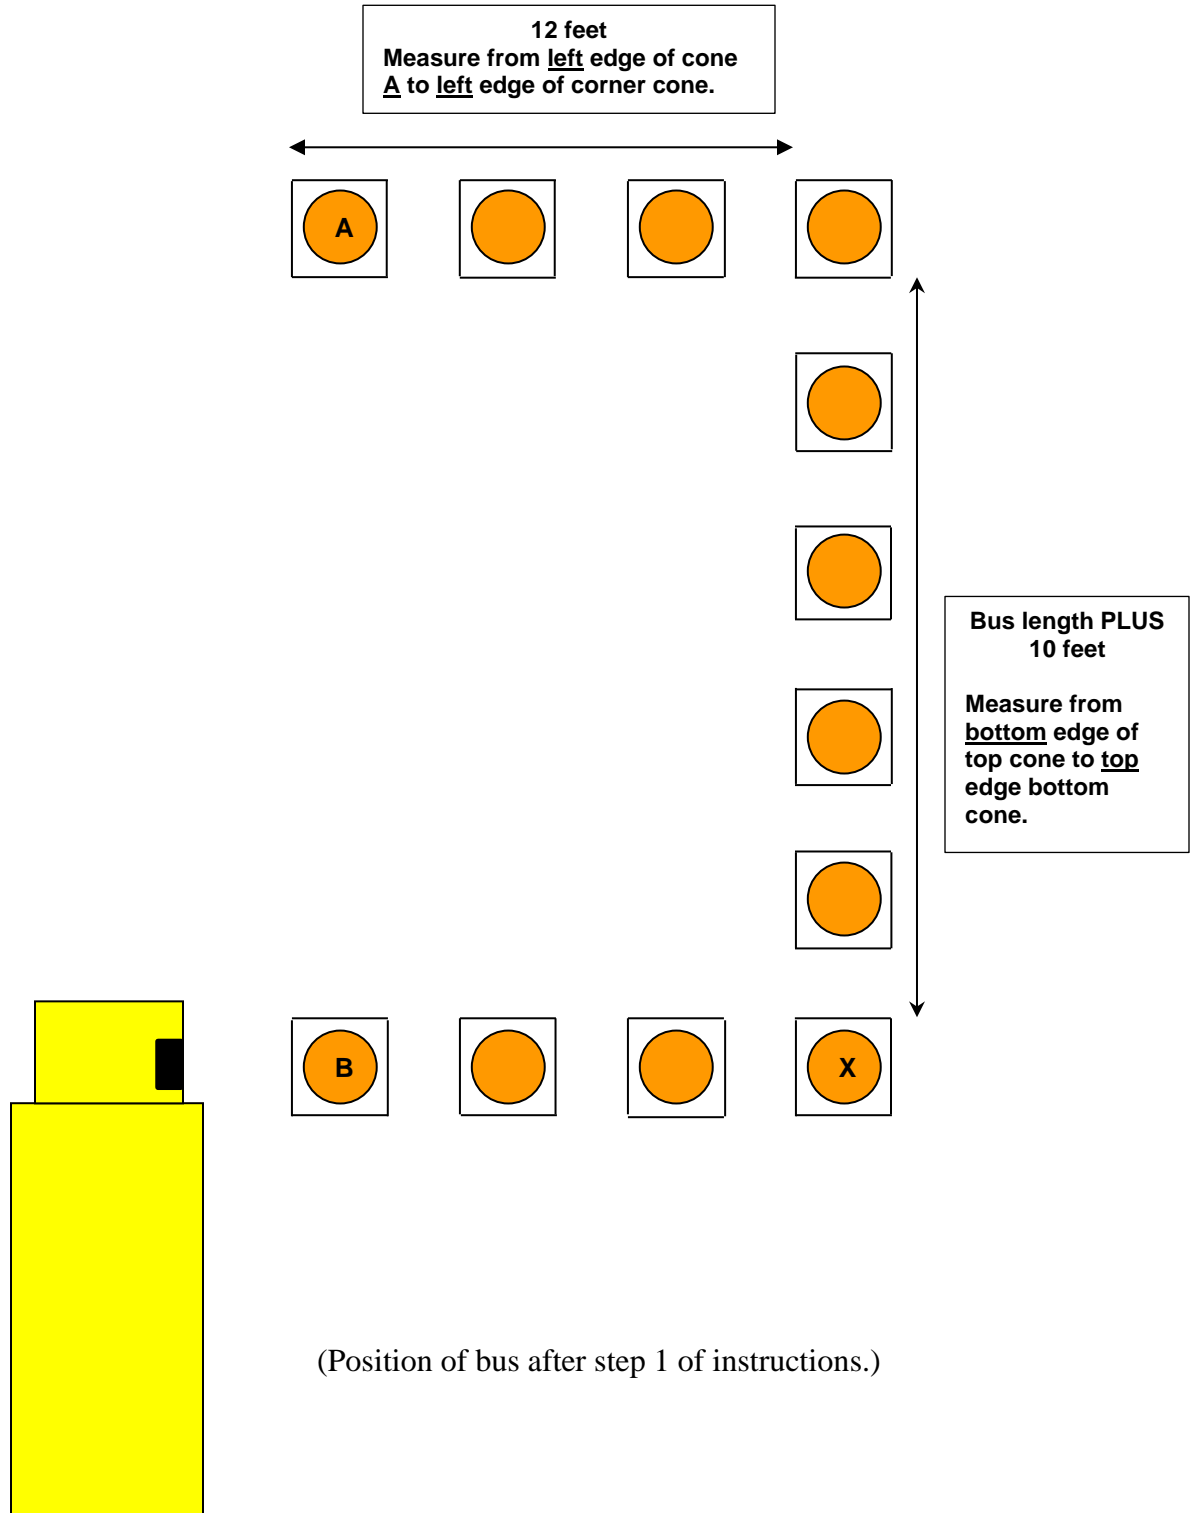 12 feet
Measure from left edge of cone
A to left edge of corner cone.
A
Bus length PLUS
10 feet
Measure from
bottom edge of
top cone to top
edge bottom
cone.
B
X
(Position of bus after step 1 of instructions.)